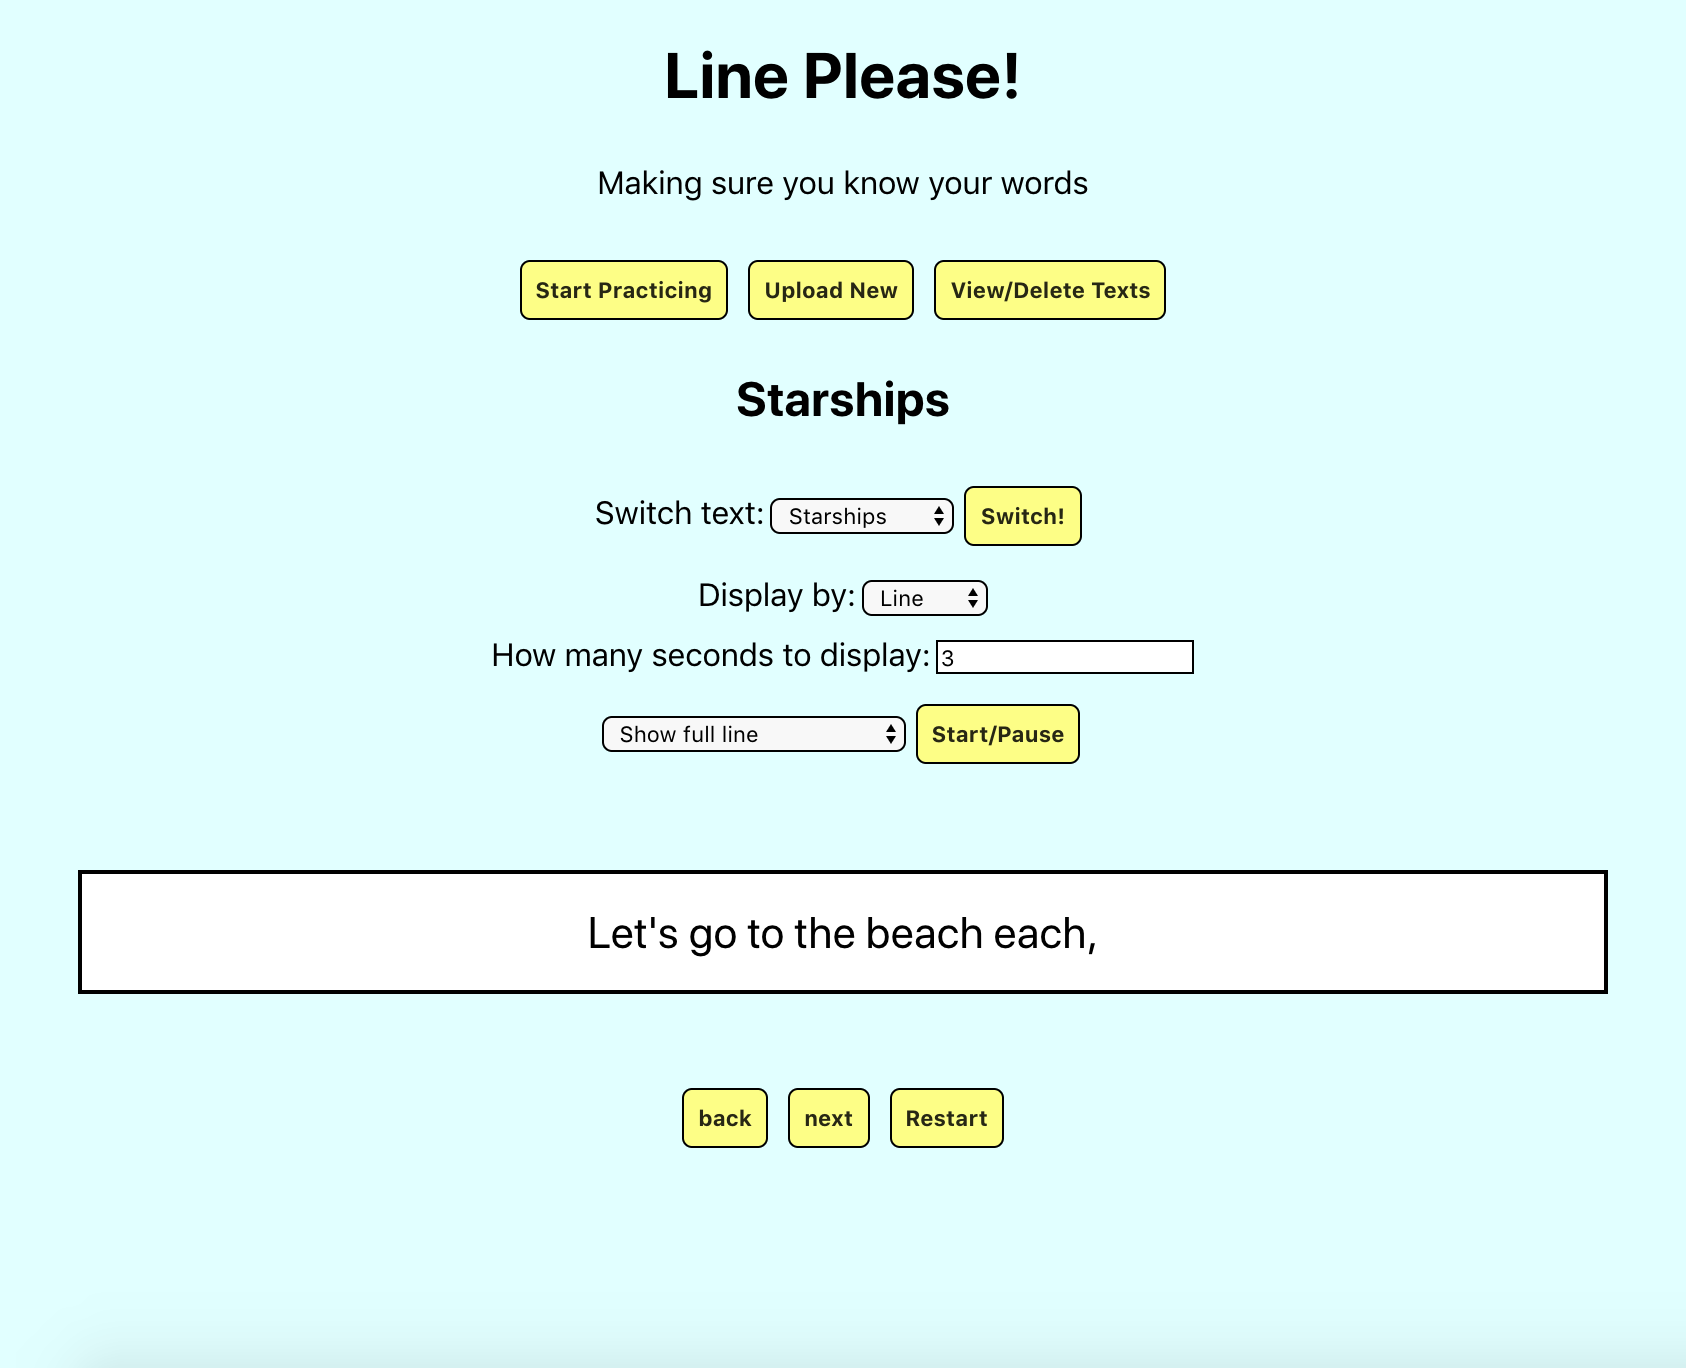 Line Please!
Making sure you know your words
Start Practicing Upload New View/Delete Texts
Starships
Switch text: Starships Switch!
Display by: Line
How many seconds to display: 3
Show full line Start/Pause
Let's go to the beach each,
back next Restart